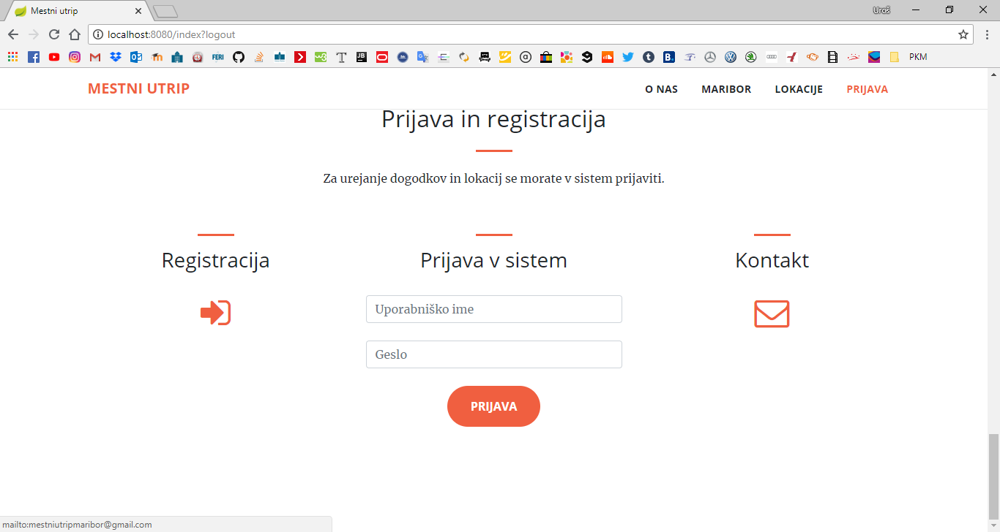 Mestni utrip
Uroš
localhost:8080/index?logout
PKM
MESTNI UTRIP
O NAS MARIBOR LOKACIJE PRIJAVA
Prijava in registracija
Za urejanje dogodkov in lokacij se morate v sistem prijaviti.
Registracija Prijava v sistem Kontakt
Uporabniško ime
Geslo
PRIJAVA
mailto:mestniutripmaribor@gmail.com